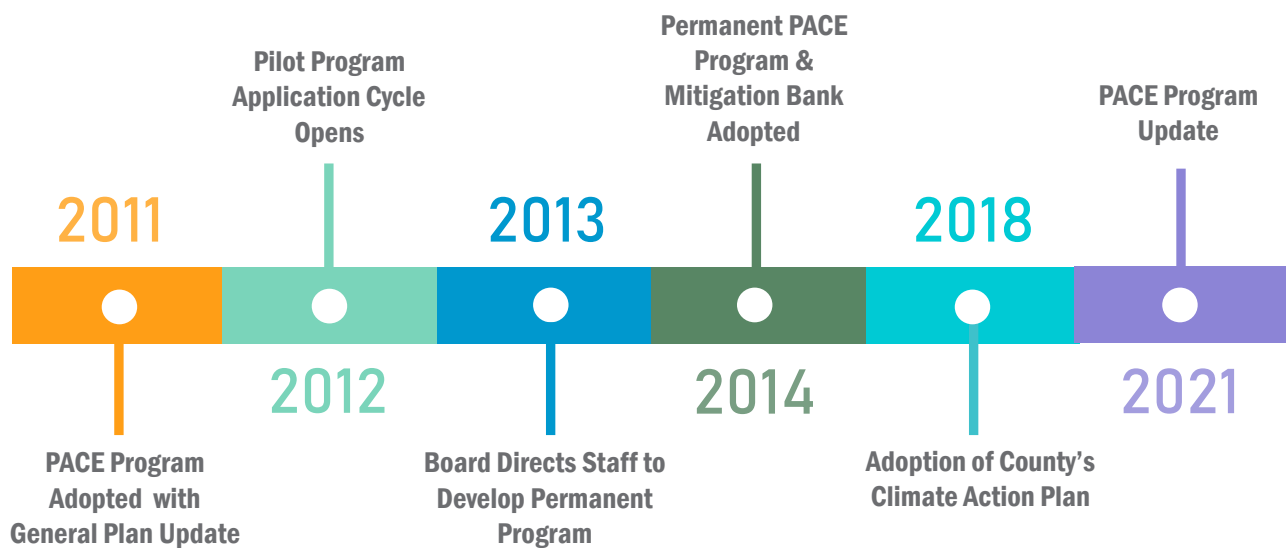 2011
PACE Program
Adopted with
General Plan Update
Pilot Program
Application Cycle
Opens
2012
2013
Board Directs Staff to
Develop Permanent
Program
Permanent PACE
Program &
Mitigation Bank
Adopted
2014
2018
Adoption of County's
Climate Action Plan
PACE Program
Update
2021